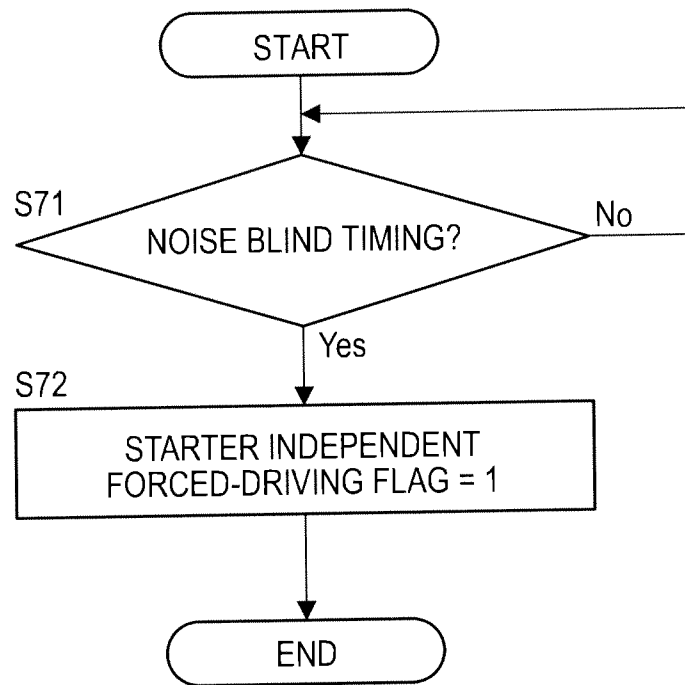 START
S71
NOISE BLIND TIMING?
No
Yes
S72
STARTER INDEPENDENT
FORCED-DRIVING FLAG = 1
END